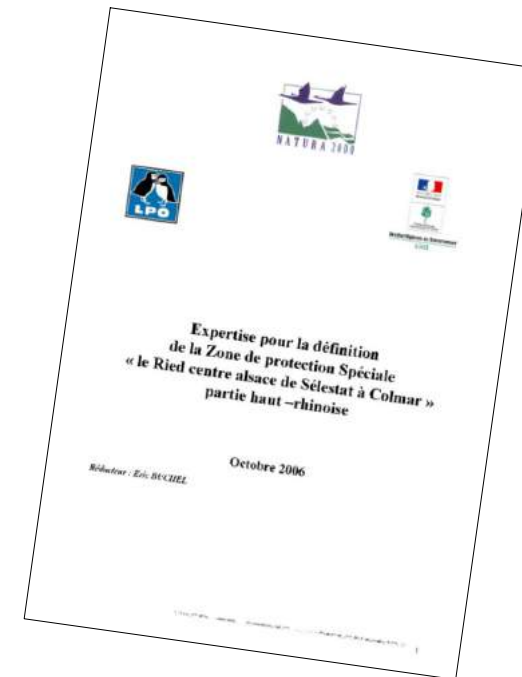 NATURA 2000
LPO
Expertise pour la définition
de la Zone de protection Spéciale
« le Ried centre alsace de Sélestat à Colmar »
partie haut –rhinoise
Octobre 2006
Rédacteur : Eric BUCHEL
1